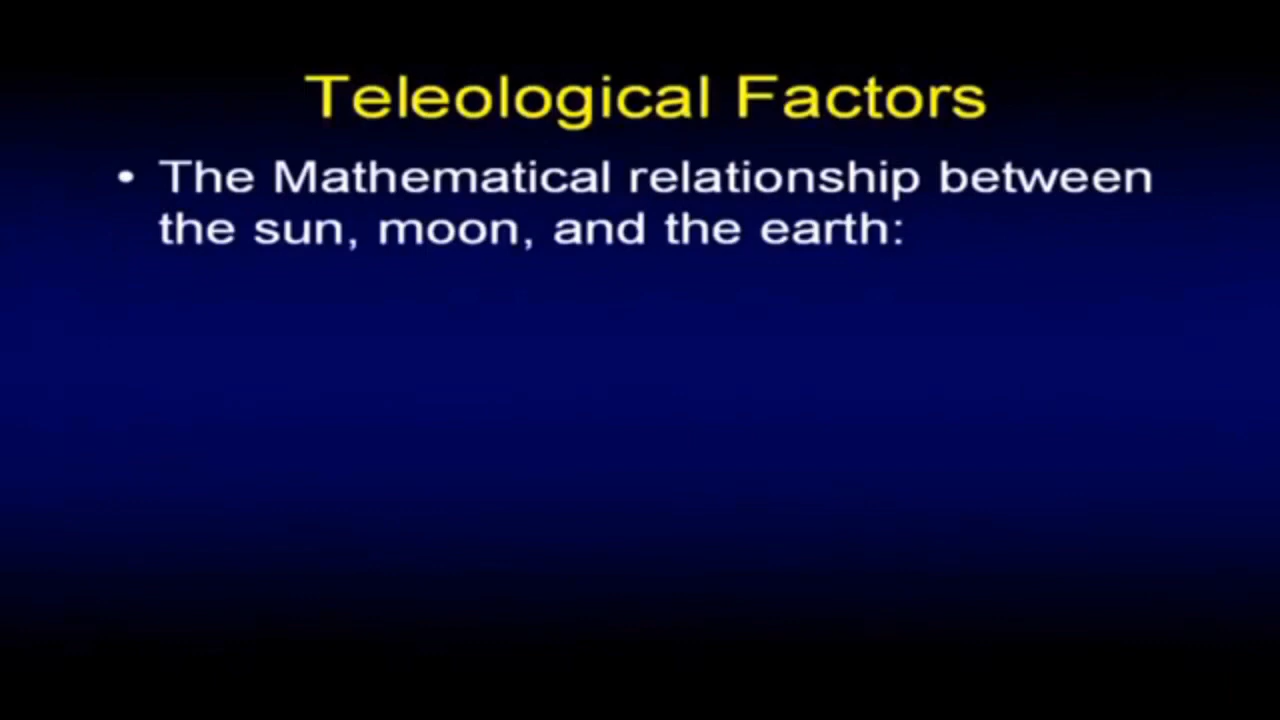 Teleological Factors
• The Mathematical relationship between
the sun, moon, and the earth: